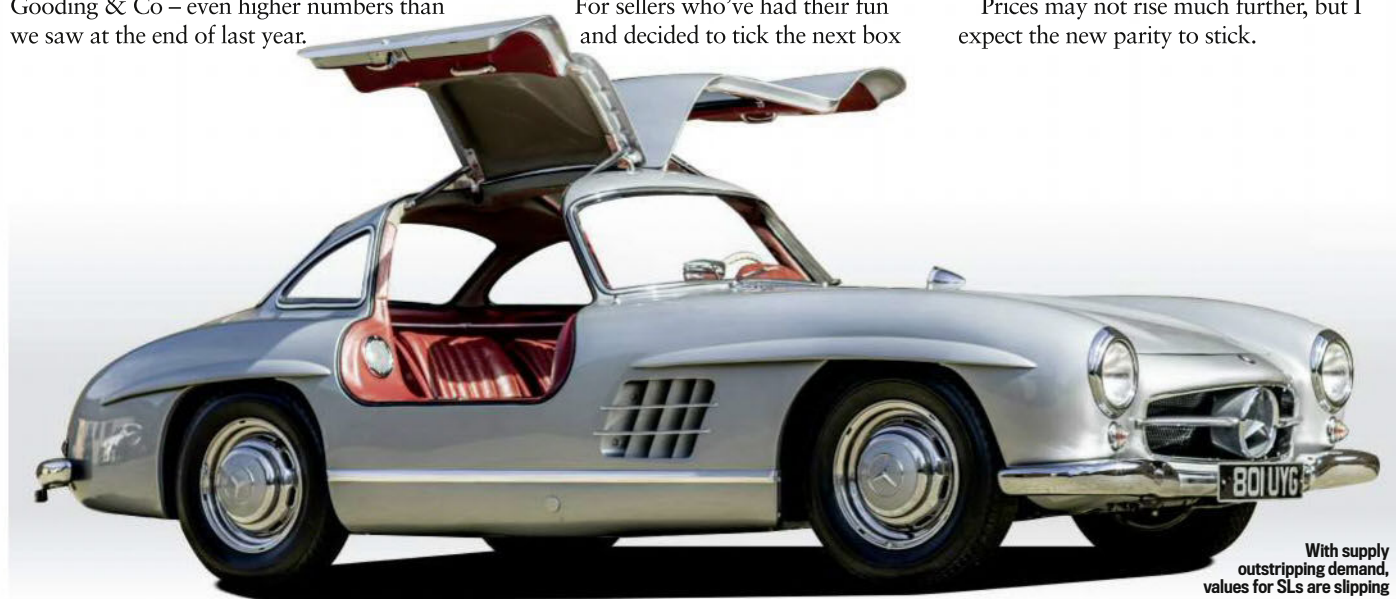 Gooding & Co – even higher numbers than
we saw at the end of last year.
For sellers who've had their fun
and decided to tick the next box
Prices may not rise much further, but I
expect the new parity to stick.
801 UYG
With supply
outstripping demand,
values for SLs are slipping